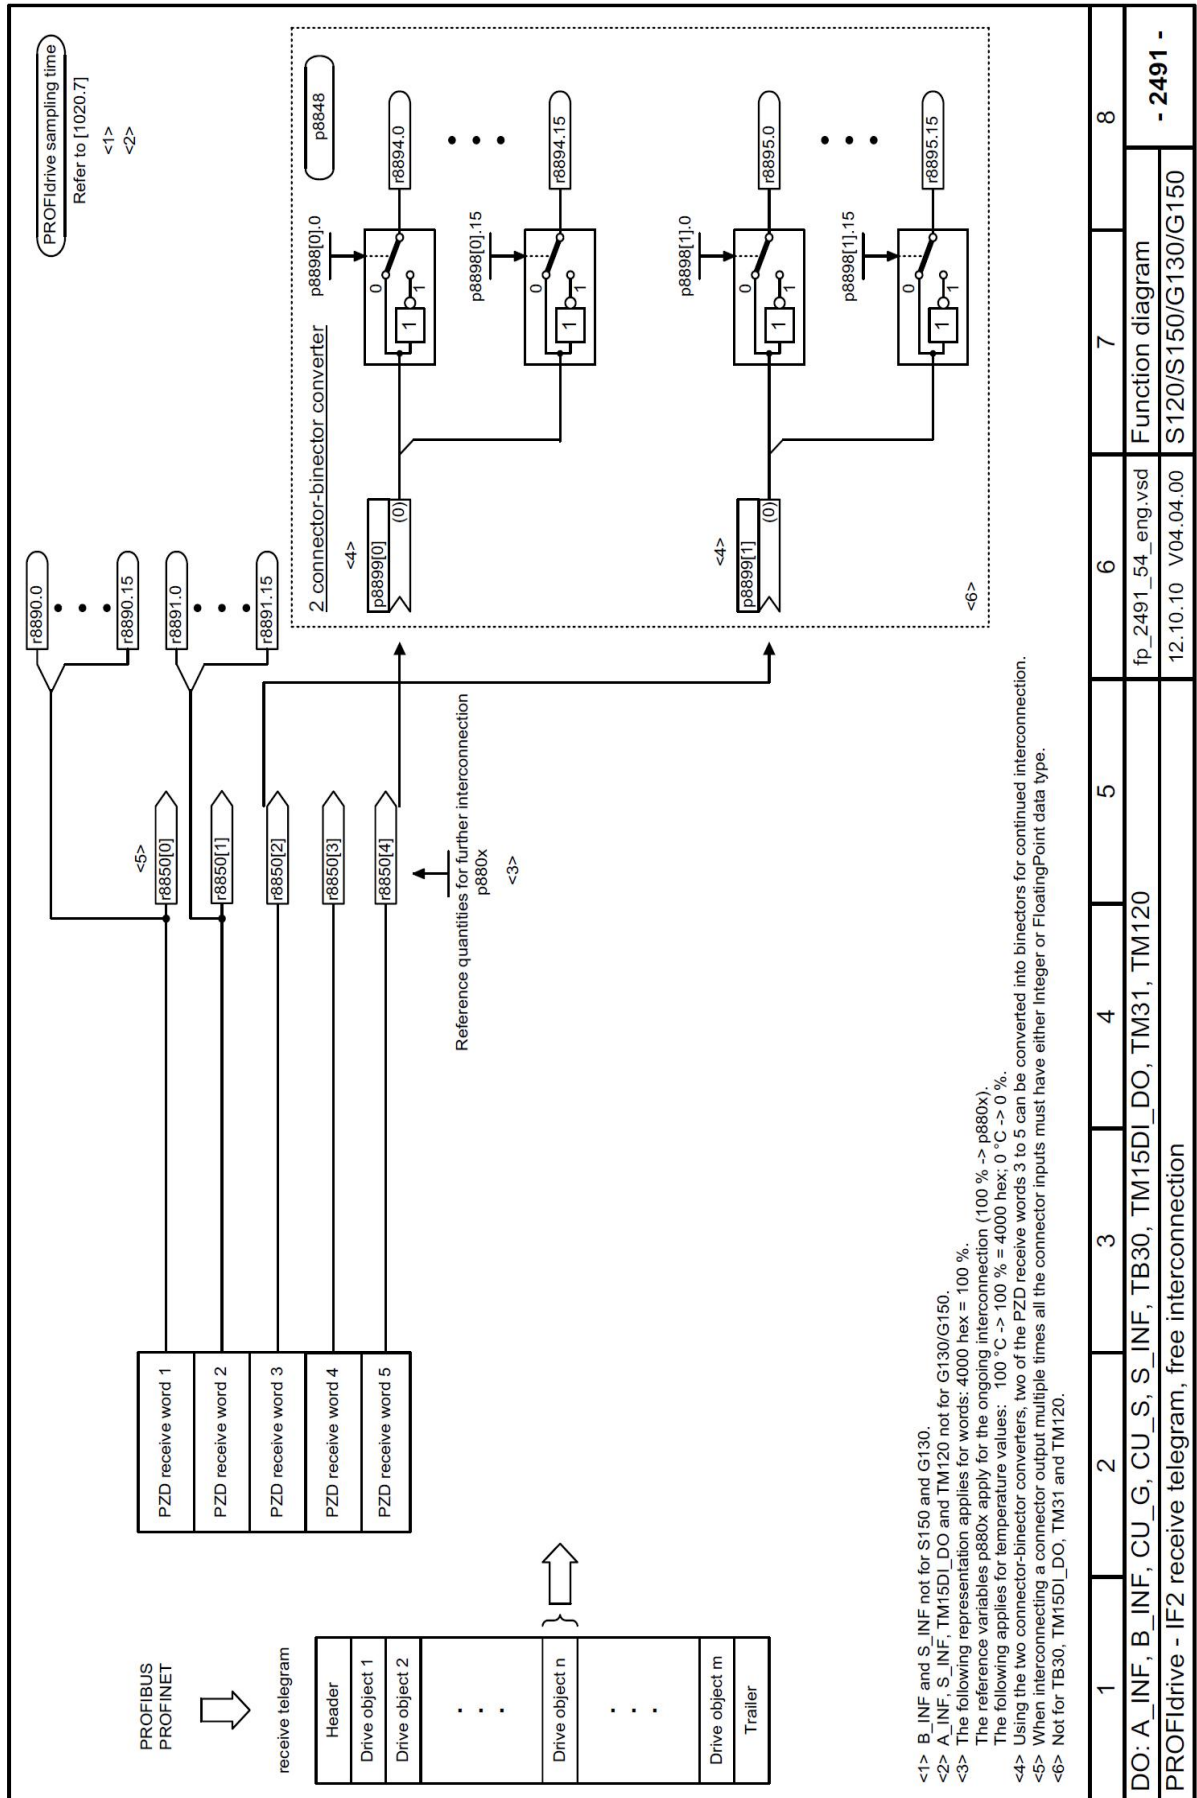 PROFIBUS
PROFINET
receive telegram
Header
Drive object 1
Drive object 2
Drive object n
Drive object m
Trailer
PZD receive word 1
PZD receive word 2
PZD receive word 3
PZD receive word 4
PZD receive word 5
<5>
r8850[0]
r8850[1]
r8850[2]
r8850[3]
r8850[4]
Reference quantities for further interconnection
p880x
<3>
r8890.0
r8890.15
r8891.0
r8891.15
PROFIdrive sampling time
Refer to [1020.7]
<1>
<2>
2 connector-binector converter
p8848
<4>
p8899[0]
(0)
p8898[0].0
0
1
1
r8894.0
p8898[0].15
0
1
1
r8894.15
<4>
p8899[1]
(0)
p8898[1].0
0
1
1
r8895.0
p8898[1].15
0
1
1
r8895.15
<6>
<1> B_INF and S_INF not for S150 and G130.
<2> A_INF, S_INF, TM15DI_DO and TM120 not for G130/G150.
<3> The following representation applies for words: 4000 hex = 100 %.
The reference variables p880x apply for the ongoing interconnection (100 % -> p880x).
The following applies for temperature values: 100 °C -> 100 % = 4000 hex; 0 °C -> 0 %.
<4> Using the two connector-binector converters, two of the PZD receive words 3 to 5 can be converted into binectors for continued interconnection.
<5> When interconnecting a connector output multiple times all the connector inputs must have either Integer or FloatingPoint data type.
<6> Not for TB30, TM15DI_DO, TM31 and TM120.
1 2 3 4 5 6 7 8
DO: A_INF, B_INF, CU_G, CU_S, S_INF, TB30, TM15DI_DO, TM31, TM120 fp_2491_54_eng.vsd Function diagram - 2491 -
PROFIdrive - IF2 receive telegram, free interconnection 12.10.10 V04.04.00 S120/S150/G130/G150